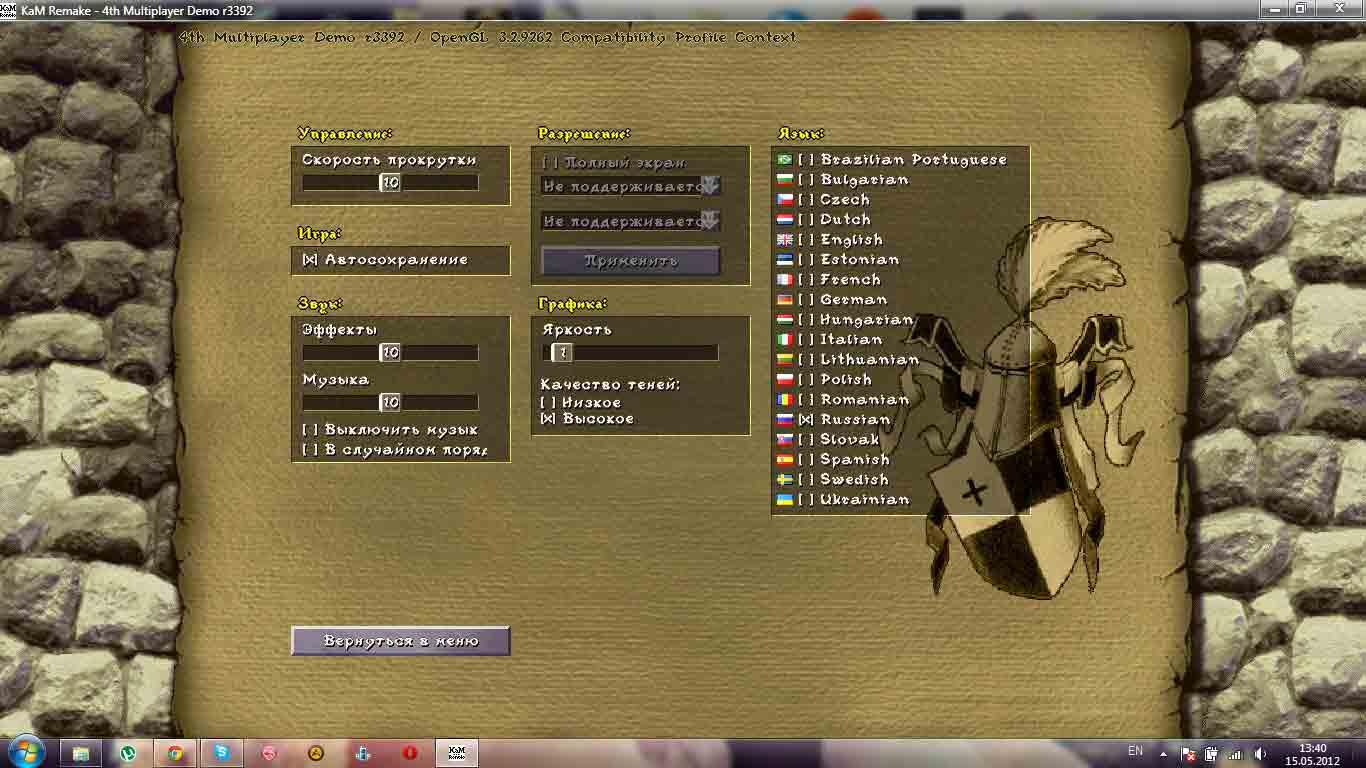 KaM Remake - 4th Multiplayer Demo r3392
4th Multiplayer Demo r3392 / OpenGL 3.2.9262 Compatibility Profile Context
Управление:
Скорость прокрутки
10
Игра:
[x] Автосохранение
Звук:
Эффекты
10
Музыка
10
[ ] Выключить музык
[ ] В случайном поряд
Разрешение:
[ ] Полный экран
Не поддерживаетс
Не поддерживаетс
Применить
Графика:
Яркость
1
Качество теней:
[ ] Низкое
[x] Высокое
Язык:
[ ] Brazilian Portuguese
[ ] Bulgarian
[ ] Czech
[ ] Dutch
[ ] English
[ ] Estonian
[ ] French
[ ] German
[ ] Hungarian
[ ] Italian
[ ] Lithuanian
[ ] Polish
[ ] Romanian
[x] Russian
[ ] Slovak
[ ] Spanish
[ ] Swedish
[ ] Ukrainian
Вернуться в меню
EN
13:40
15.05.2012